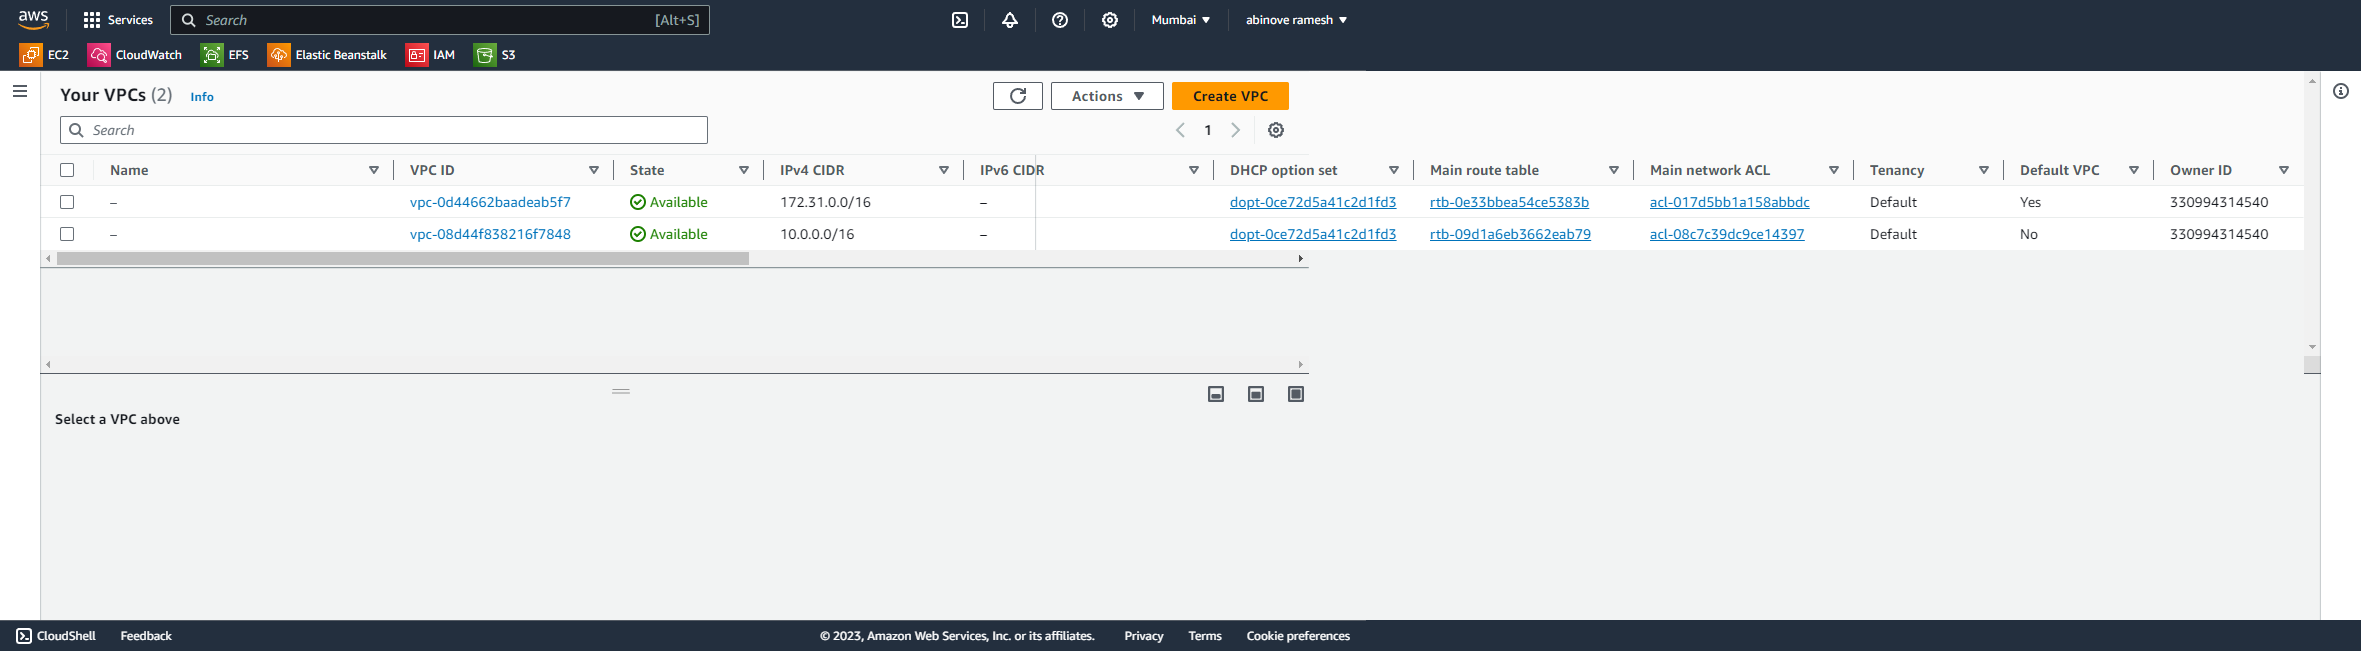 aws Services Search [Alt+S] Mumbai abinove ramesh
EC2 CloudWatch EFS Elastic Beanstalk IAM S3
Your VPCs (2) Info Actions Create VPC
Search 1
Name VPC ID State IPv4 CIDR IPv6 CIDR DHCP option set Main route table Main network ACL Tenancy Default VPC Owner ID
– vpc-0d44662baadeab5f7 Available 172.31.0.0/16 – dopt-0ce72d5a41c2d1fd3 rtb-0e33bbea54ce5383b acl-017d5bb1a158abbdc Default Yes 330994314540
– vpc-08d44f838216f7848 Available 10.0.0.0/16 – dopt-0ce72d5a41c2d1fd3 rtb-09d1a6eb3662eab79 acl-08c7c39dc9ce14397 Default No 330994314540
Select a VPC above
CloudShell Feedback © 2023, Amazon Web Services, Inc. or its affiliates. Privacy Terms Cookie preferences